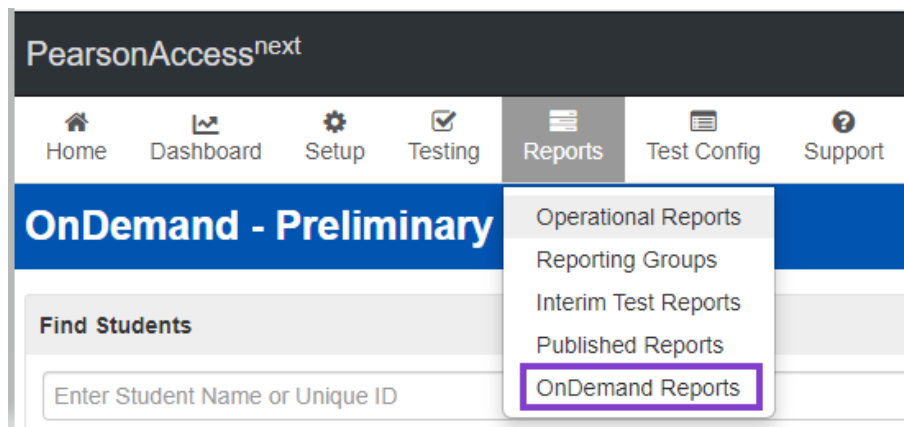 PearsonAccessnext
Home Dashboard Setup Testing Reports Test Config Support
OnDemand - Preliminary
Operational Reports
Reporting Groups
Interim Test Reports
Published Reports
OnDemand Reports
Find Students
Enter Student Name or Unique ID